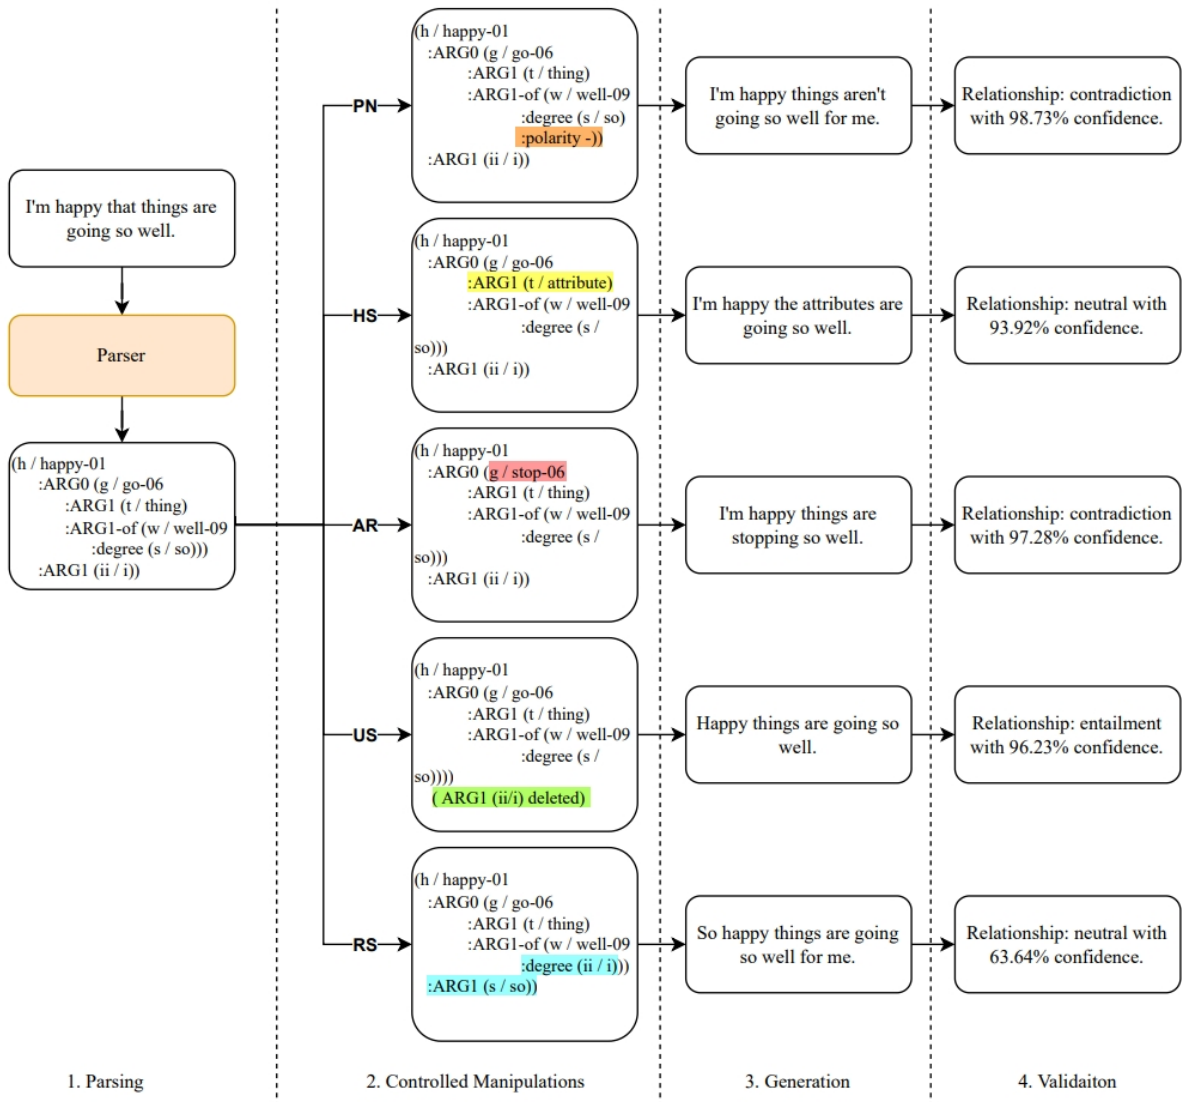 I'm happy that things are
going so well.
Parser
(h / happy-01
:ARG0 (g / go-06
:ARG1 (t / thing)
:ARG1-of (w / well-09
:degree (s / so)))
:ARG1 (ii / i))
PN
(h / happy-01
:ARG0 (g / go-06
:ARG1 (t / thing)
:ARG1-of (w / well-09
:degree (s / so)
:polarity -))
:ARG1 (ii / i))
I'm happy things aren't
going so well for me.
Relationship: contradiction
with 98.73% confidence.
HS
(h / happy-01
:ARG0 (g / go-06
:ARG1 (t / attribute)
:ARG1-of (w / well-09
:degree (s /
so)))
:ARG1 (ii / i))
I'm happy the attributes are
going so well.
Relationship: neutral with
93.92% confidence.
AR
(h / happy-01
:ARG0 (g / stop-06
:ARG1 (t / thing)
:ARG1-of (w / well-09
:degree (s /
so)))
:ARG1 (ii / i))
I'm happy things are
stopping so well.
Relationship: contradiction
with 97.28% confidence.
US
(h / happy-01
:ARG0 (g / go-06
:ARG1 (t / thing)
:ARG1-of (w / well-09
:degree (s /
so))))
( ARG1 (ii/i) deleted)
Happy things are going so
well.
Relationship: entailment
with 96.23% confidence.
RS
(h / happy-01
:ARG0 (g / go-06
:ARG1 (t / thing)
:ARG1-of (w / well-09
:degree (ii / i)))
:ARG1 (s / so))
So happy things are going
so well for me.
Relationship: neutral with
63.64% confidence.
1. Parsing
2. Controlled Manipulations
3. Generation
4. Validaiton